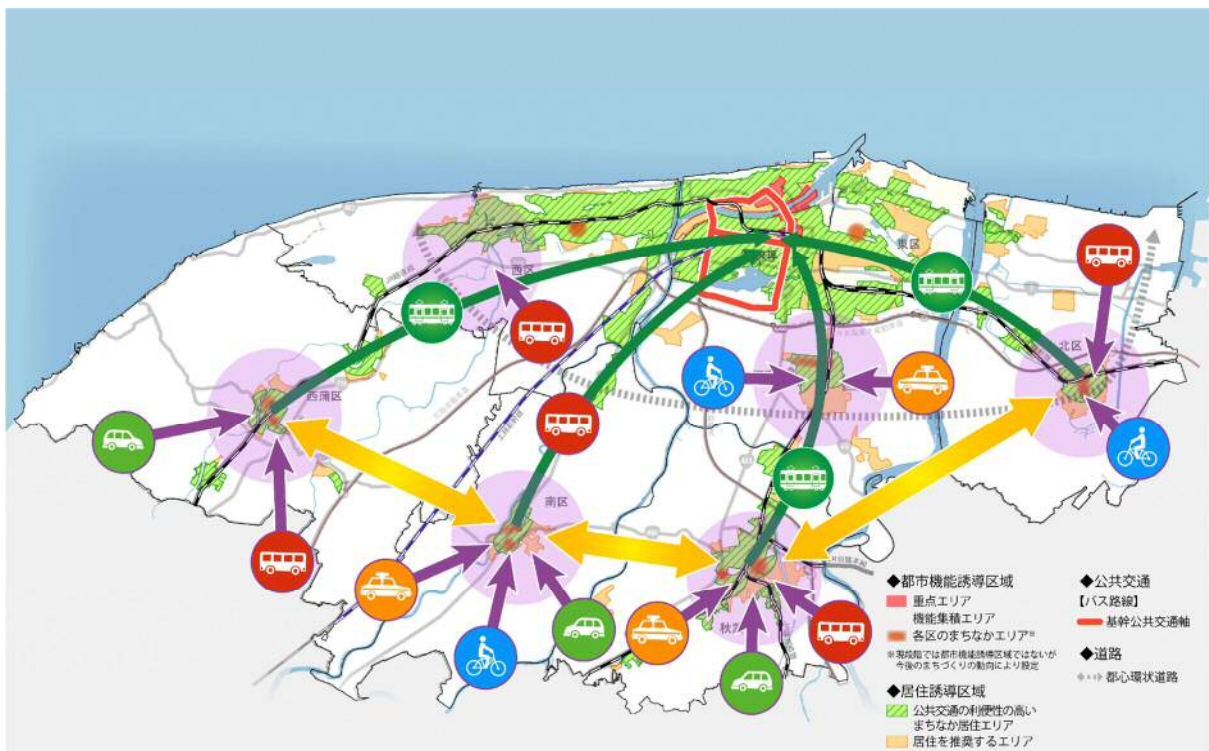 東区
西区
北区
西蒲区
南区
◆都市機能誘導区域
重点エリア
機能集積エリア
各区のまちなかエリア※
※現段階では都市機能誘導区域ではないが
今後のまちづくりの動向により設定
◆居住誘導区域
公共交通の利便性の高い
まちなか居住エリア
居住を推奨するエリア
◆公共交通
【バス路線】
基幹公共交通軸
◆道路
都心環状道路